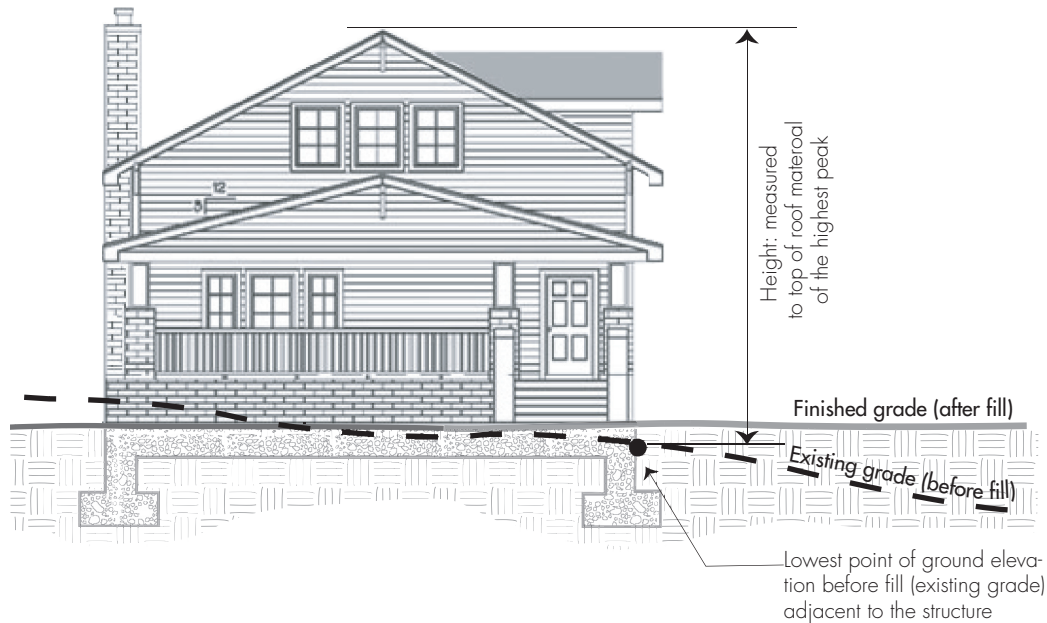 12
8
Height: measured
to top of roof materoal
of the highest peak
Finished grade (after fill)
Existing grade (before fill)
Lowest point of ground eleva-
tion before fill (existing grade)
adjacent to the structure